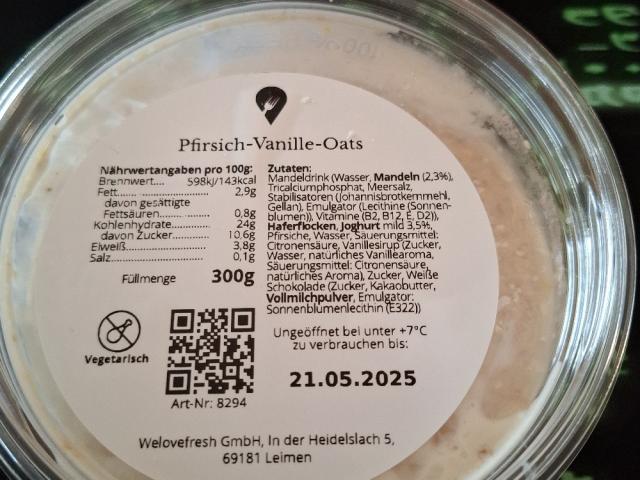 Pfirsich-Vanille-Oats
Nährwertangaben pro 100g:
Brennwert.... 598kJ/143kcal
Fett........................ 2,9g
davon gesättigte
Fettsäuren............ 0,8g
Kohlenhydrate........... 24g
davon Zucker........ 10,6g
Eiweiß..................... 3,8g
Salz......................... 0,1g
Füllmenge 300g
Vegetarisch
Art-Nr: 8294
Zutaten:
Mandeldrink (Wasser, Mandeln (2,3%),
Tricalciumphosphat, Meersalz,
Stabilisatoren (Johannisbrotkernmehl,
Gellan), Emulgator (Lecithine (Sonnen-
blumen)), Vitamine (B2, B12, E, D2)),
Haferflocken, Joghurt mild 3,5%,
Pfirsiche, Wasser, Säuerungsmittel:
Citronensäure, Vanillesirup (Zucker,
Wasser, natürliches Vanillearoma,
Säuerungsmittel: Citronensäure,
natürliches Aroma), Zucker, Weiße
Schokolade (Zucker, Kakaobutter,
Vollmilchpulver, Emulgator:
Sonnenblumenlecithin (E322))
Ungeöffnet bei unter +7°C
zu verbrauchen bis:
21.05.2025
Welovefresh GmbH, In der Heidelslach 5,
69181 Leimen